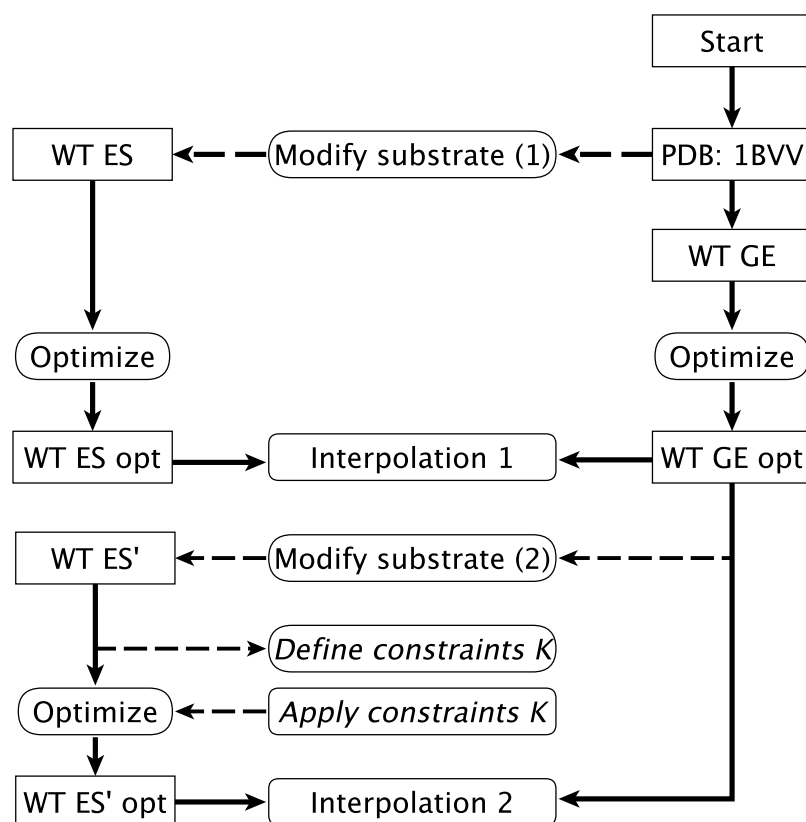 Start
WT ES
Modify substrate (1)
PDB: 1BVV
WT GE
Optimize
Optimize
WT ES opt
Interpolation 1
WT GE opt
WT ES'
Modify substrate (2)
Define constraints K
Optimize
Apply constraints K
WT ES' opt
Interpolation 2